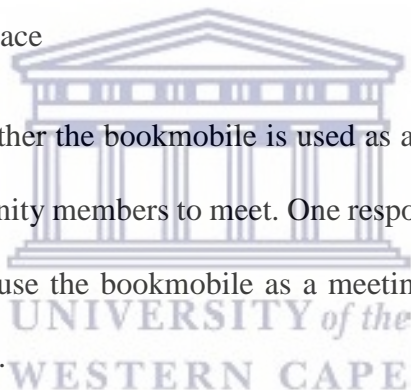 ace
ther the bookmobile is used as a
nity members to meet. One respo
use the bookmobile as a meetin
UNIVERSITY of the
.
WESTERN CAPE